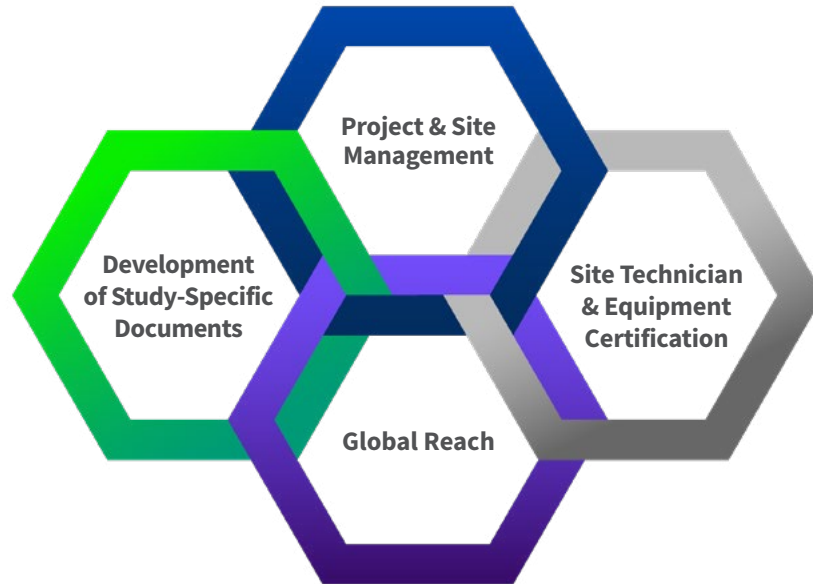 Project & Site
Management
Development
of Study-Specific
Documents
Site Technician
& Equipment
Certification
Global Reach